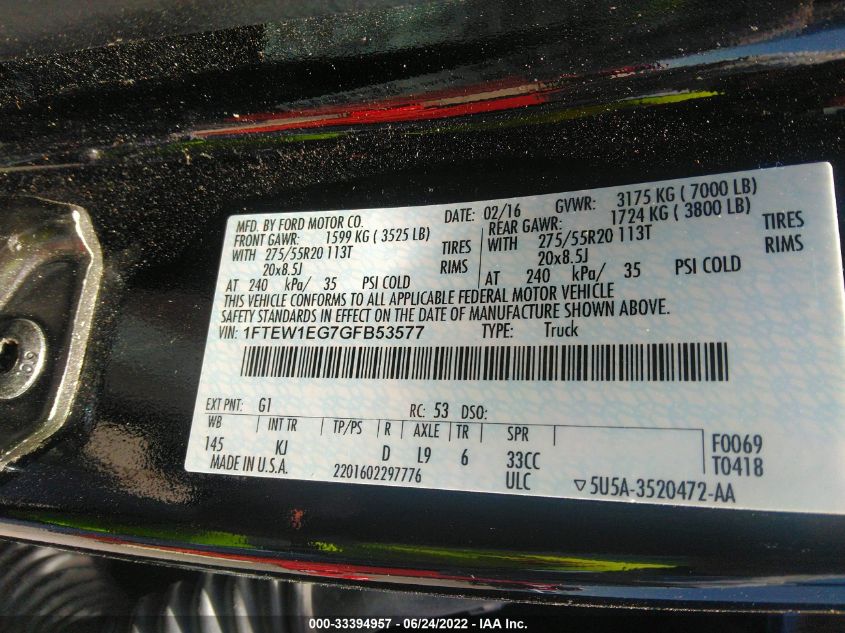 MFD. BY FORD MOTOR CO. DATE: 02/16 GVWR: 3175 KG ( 7000 LB)
FRONT GAWR: 1599 KG ( 3525 LB) REAR GAWR: 1724 KG ( 3800 LB)
WITH 275/55R20 113T TIRES WITH 275/55R20 113T TIRES
20x8.5J RIMS 20x8.5J RIMS
AT 240 kPa/ 35 PSI COLD AT 240 kPa/ 35 PSI COLD
THIS VEHICLE CONFORMS TO ALL APPLICABLE FEDERAL MOTOR VEHICLE
SAFETY STANDARDS IN EFFECT ON THE DATE OF MANUFACTURE SHOWN ABOVE.
VIN: 1FTEW1EG7GFB53577 TYPE: Truck
EXT PNT: G1 RC: 53 DSO:
WB INT TR TP/PS R AXLE TR SPR F0069
145 KJ D L9 6 33CC T0418
MADE IN U.S.A. 2201602297776 ULC ▽5U5A-3520472-AA
000-33394957 - 06/24/2022 - IAA Inc.